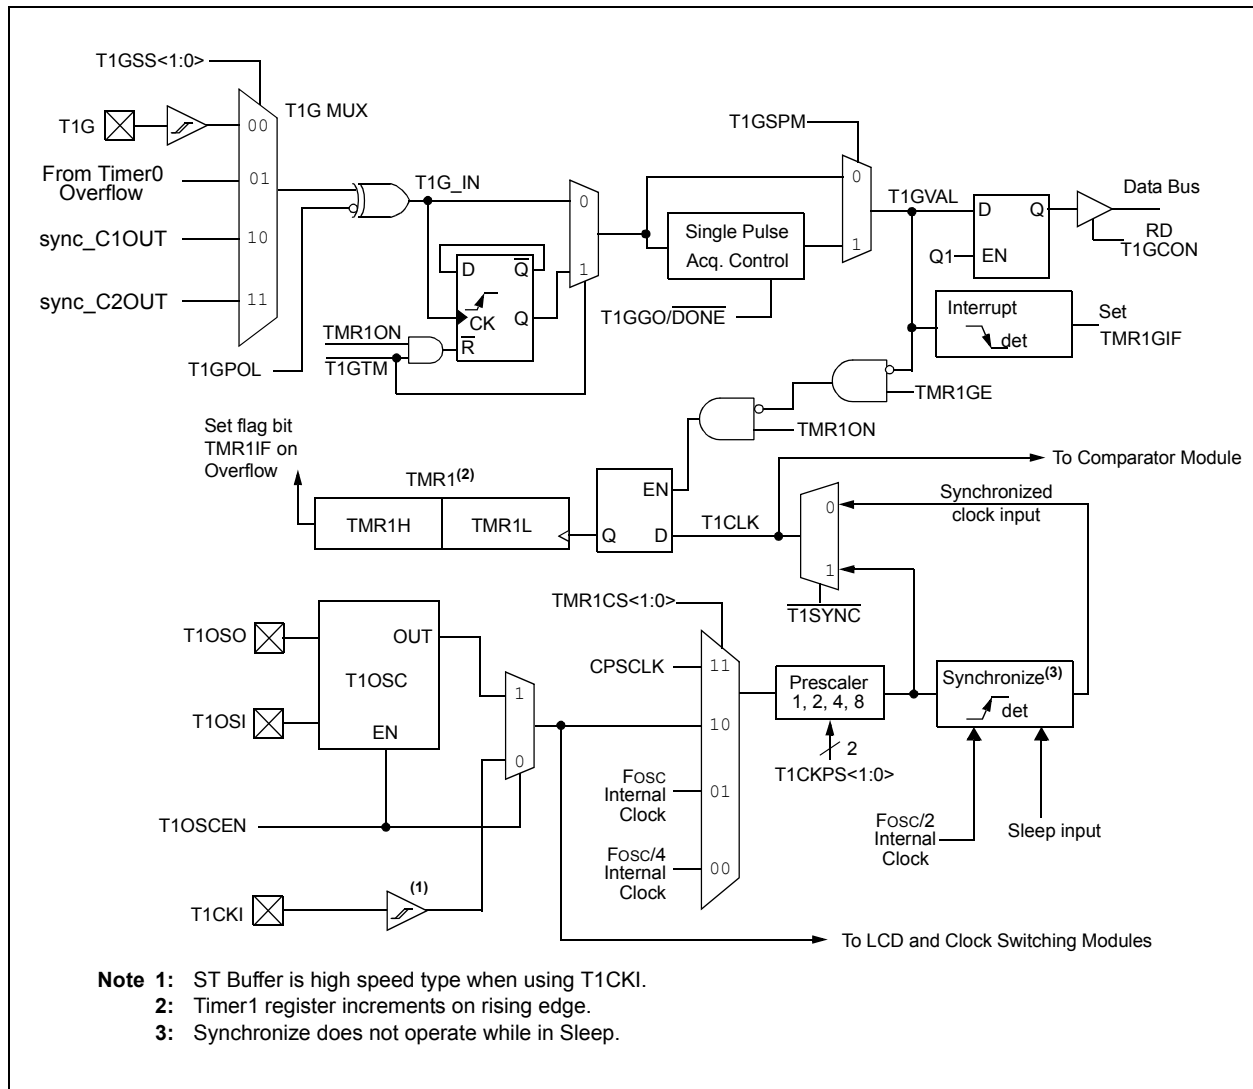 T1GSS<1:0>
T1G MUX
T1G
00
From Timer0
Overflow
01
sync_C1OUT
10
sync_C2OUT
11
T1GPOL
T1G_IN
0
1
D
Q
CK
Q
R
TMR1ON
T1GTM
T1GSPM
0
1
Single Pulse
Acq. Control
T1GGO/DONE
T1GVAL
D
Q
Q1
EN
Data Bus
RD
T1GCON
Interrupt
det
Set
TMR1GIF
TMR1GE
TMR1ON
Set flag bit
TMR1IF on
Overflow
TMR1(2)
TMR1H
TMR1L
EN
Q
D
T1CLK
To Comparator Module
Synchronized
clock input
0
1
T1SYNC
T1OSO
OUT
T1OSC
T1OSI
EN
1
0
T1OSCEN
T1CKI
(1)
TMR1CS<1:0>
CPSCLK
11
10
FOSC
Internal
Clock
01
FOSC/4
Internal
Clock
00
Prescaler
1, 2, 4, 8
2
T1CKPS<1:0>
Synchronize(3)
det
FOSC/2
Internal
Clock
Sleep input
To LCD and Clock Switching Modules
Note 1: ST Buffer is high speed type when using T1CKI.
2: Timer1 register increments on rising edge.
3: Synchronize does not operate while in Sleep.